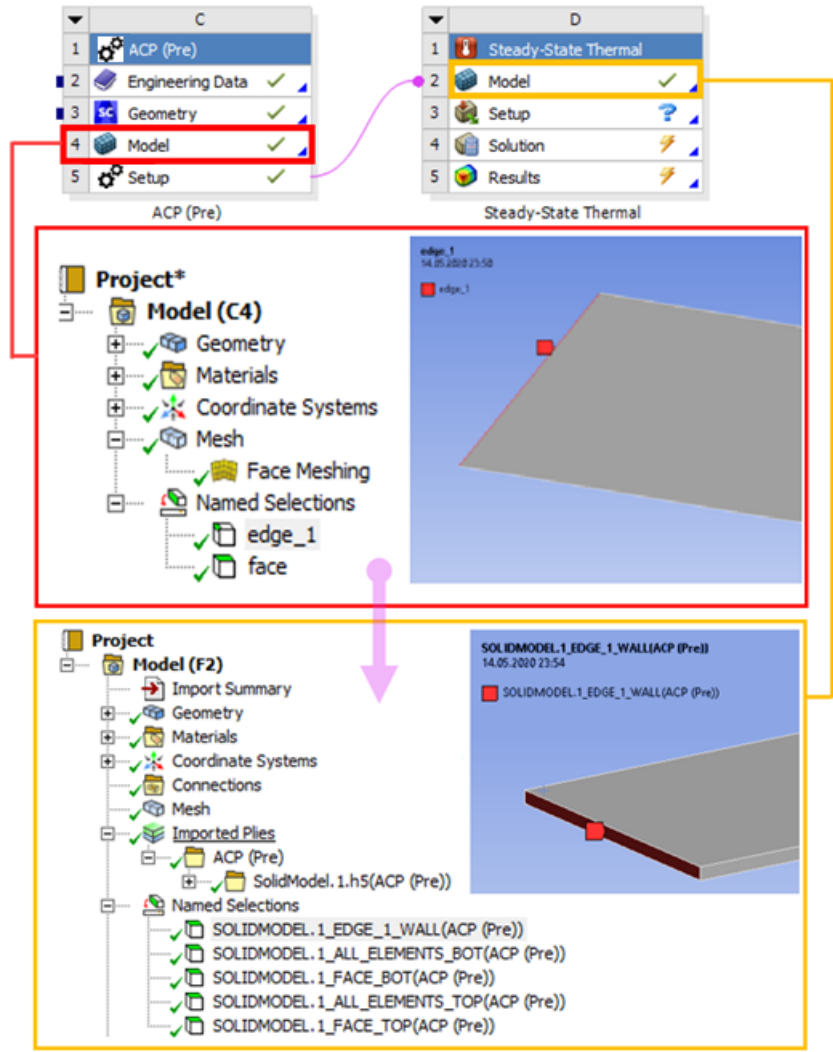 C
1 ACP (Pre)
2 Engineering Data
3 SC Geometry
4 Model
5 Setup
ACP (Pre)
D
1 Steady-State Thermal
2 Model
3 Setup ?
4 Solution
5 Results
Steady-State Thermal
Project*
Model (C4)
Geometry
Materials
Coordinate Systems
Mesh
Face Meshing
Named Selections
edge_1
face
edge_1
14.05.2020 23:50
edge_1
Project
Model (F2)
Import Summary
Geometry
Materials
Coordinate Systems
Connections
Mesh
Imported Plies
ACP (Pre)
SolidModel.1.h5(ACP (Pre))
Named Selections
SOLIDMODEL.1_EDGE_1_WALL(ACP (Pre))
SOLIDMODEL.1_ALL_ELEMENTS_BOT(ACP (Pre))
SOLIDMODEL.1_FACE_BOT(ACP (Pre))
SOLIDMODEL.1_ALL_ELEMENTS_TOP(ACP (Pre))
SOLIDMODEL.1_FACE_TOP(ACP (Pre))
SOLIDMODEL.1_EDGE_1_WALL(ACP (Pre))
14.05.2020 23:54
SOLIDMODEL.1_EDGE_1_WALL(ACP (Pre))